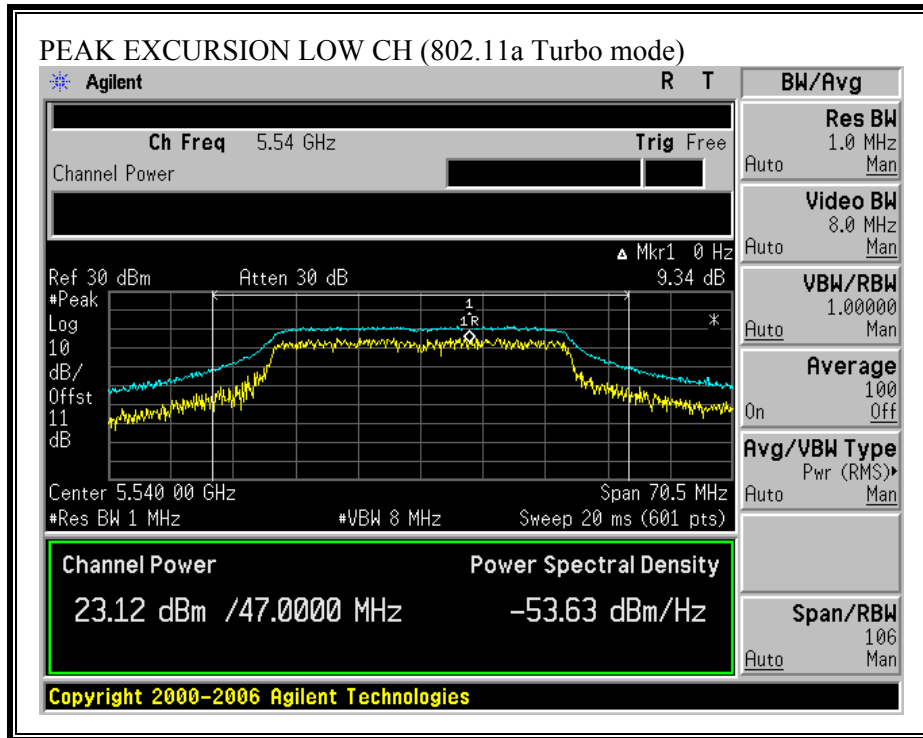 PEAK EXCURSION LOW CH (802.11a Turbo mode)
Agilent R T
Ch Freq 5.54 GHz Trig Free
Channel Power
Δ Mkr1 0 Hz
Ref 30 dBm Atten 30 dB 9.34 dB
#Peak
Log
10
dB/
Offst
11
dB
1
1R
*
Center 5.540 00 GHz Span 70.5 MHz
#Res BW 1 MHz #VBW 8 MHz Sweep 20 ms (601 pts)
Channel Power Power Spectral Density
23.12 dBm /47.0000 MHz -53.63 dBm/Hz
Copyright 2000-2006 Agilent Technologies
BW/Avg
Res BW
1.0 MHz
Auto Man
Video BW
8.0 MHz
Auto Man
VBW/RBW
1.00000
Auto Man
Average
100
On Off
Avg/VBW Type
Pwr (RMS)▸
Auto Man
Span/RBW
106
Auto Man